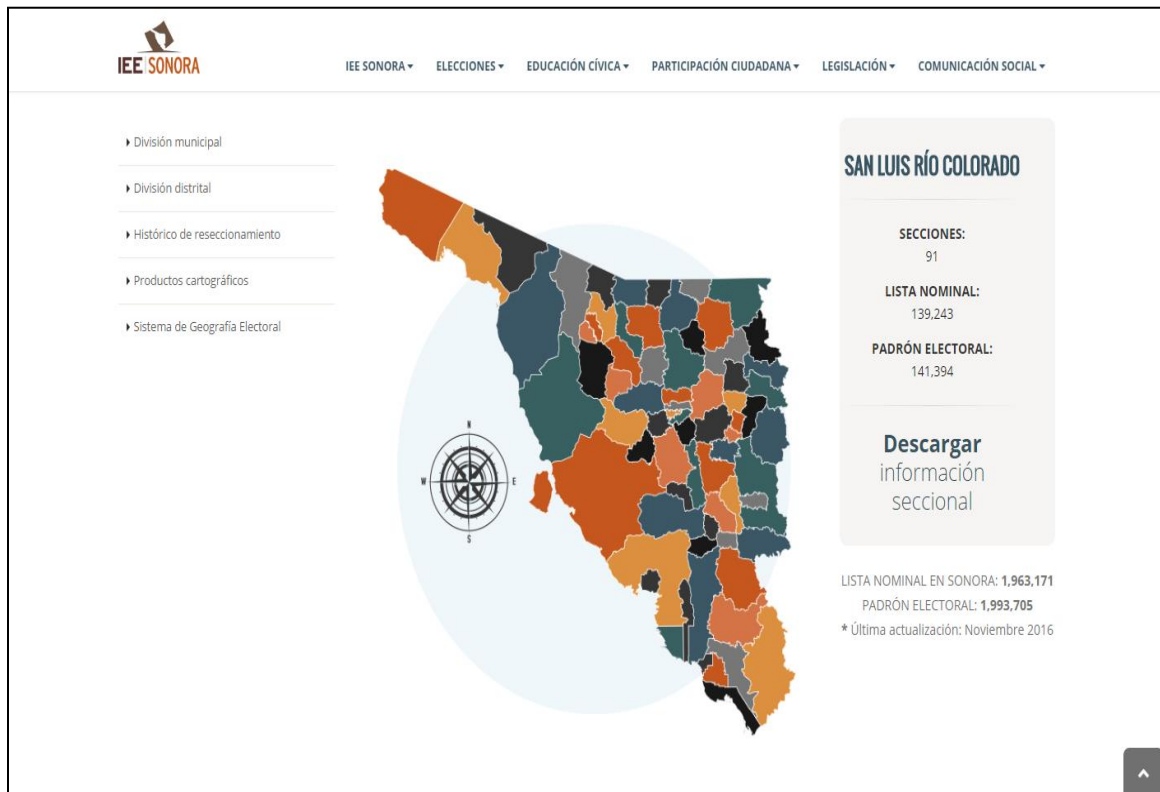 IEE SONORA
IEE SONORA ELECCIONES EDUCACIÓN CÍVICA PARTICIPACIÓN CIUDADANA LEGISLACIÓN COMUNICACIÓN SOCIAL
División municipal
División distrital
Histórico de reseccionamiento
Productos cartográficos
Sistema de Geografía Electoral
N
W E
S
SAN LUIS RÍO COLORADO
SECCIONES:
91
LISTA NOMINAL:
139,243
PADRÓN ELECTORAL:
141,394
Descargar
información
seccional
LISTA NOMINAL EN SONORA: 1,963,171
PADRÓN ELECTORAL: 1,993,705
* Última actualización: Noviembre 2016